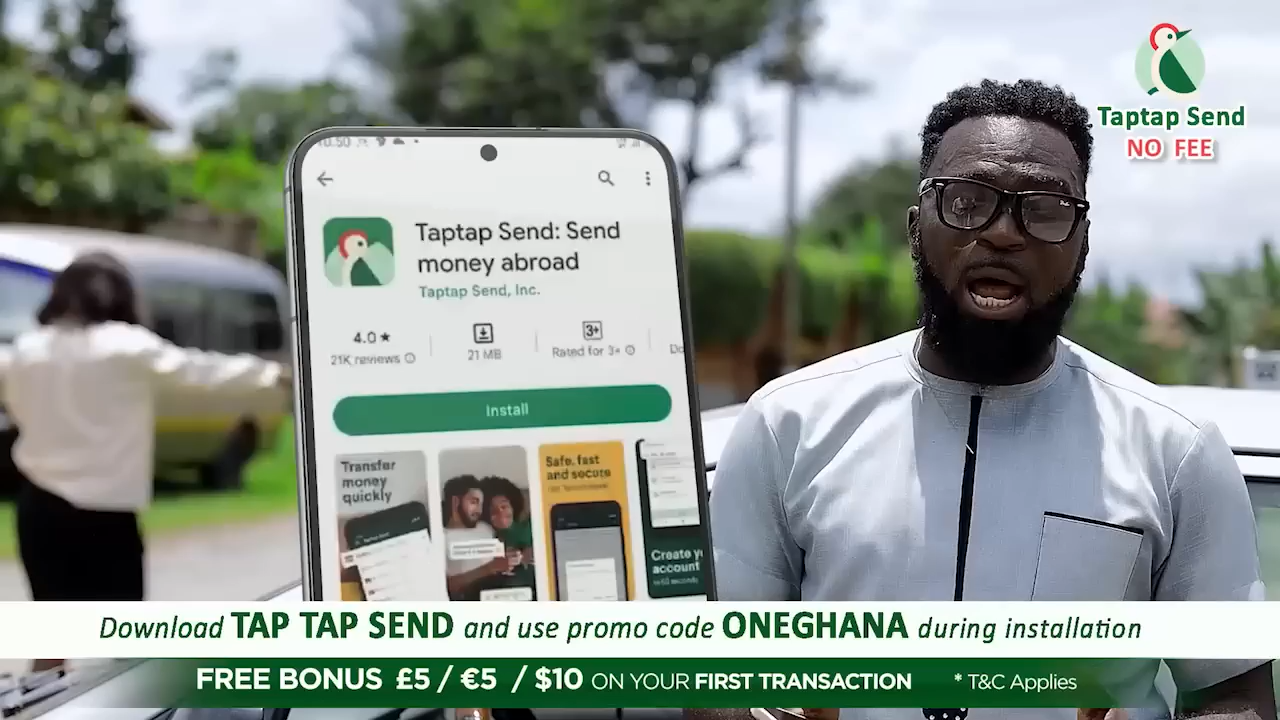 Taptap Send
NO FEE
10.50
Taptap Send: Send
money abroad
Taptap Send, Inc.
4.0★
21K reviews
21 MB
3+
Rated for 3+
Install
Transfer
money
quickly
Safe, fast
and secure
Create
account
Download TAP TAP SEND and use promo code ONEGHANA during installation
FREE BONUS £5 / €5 / $10 ON YOUR FIRST TRANSACTION * T&C Applies